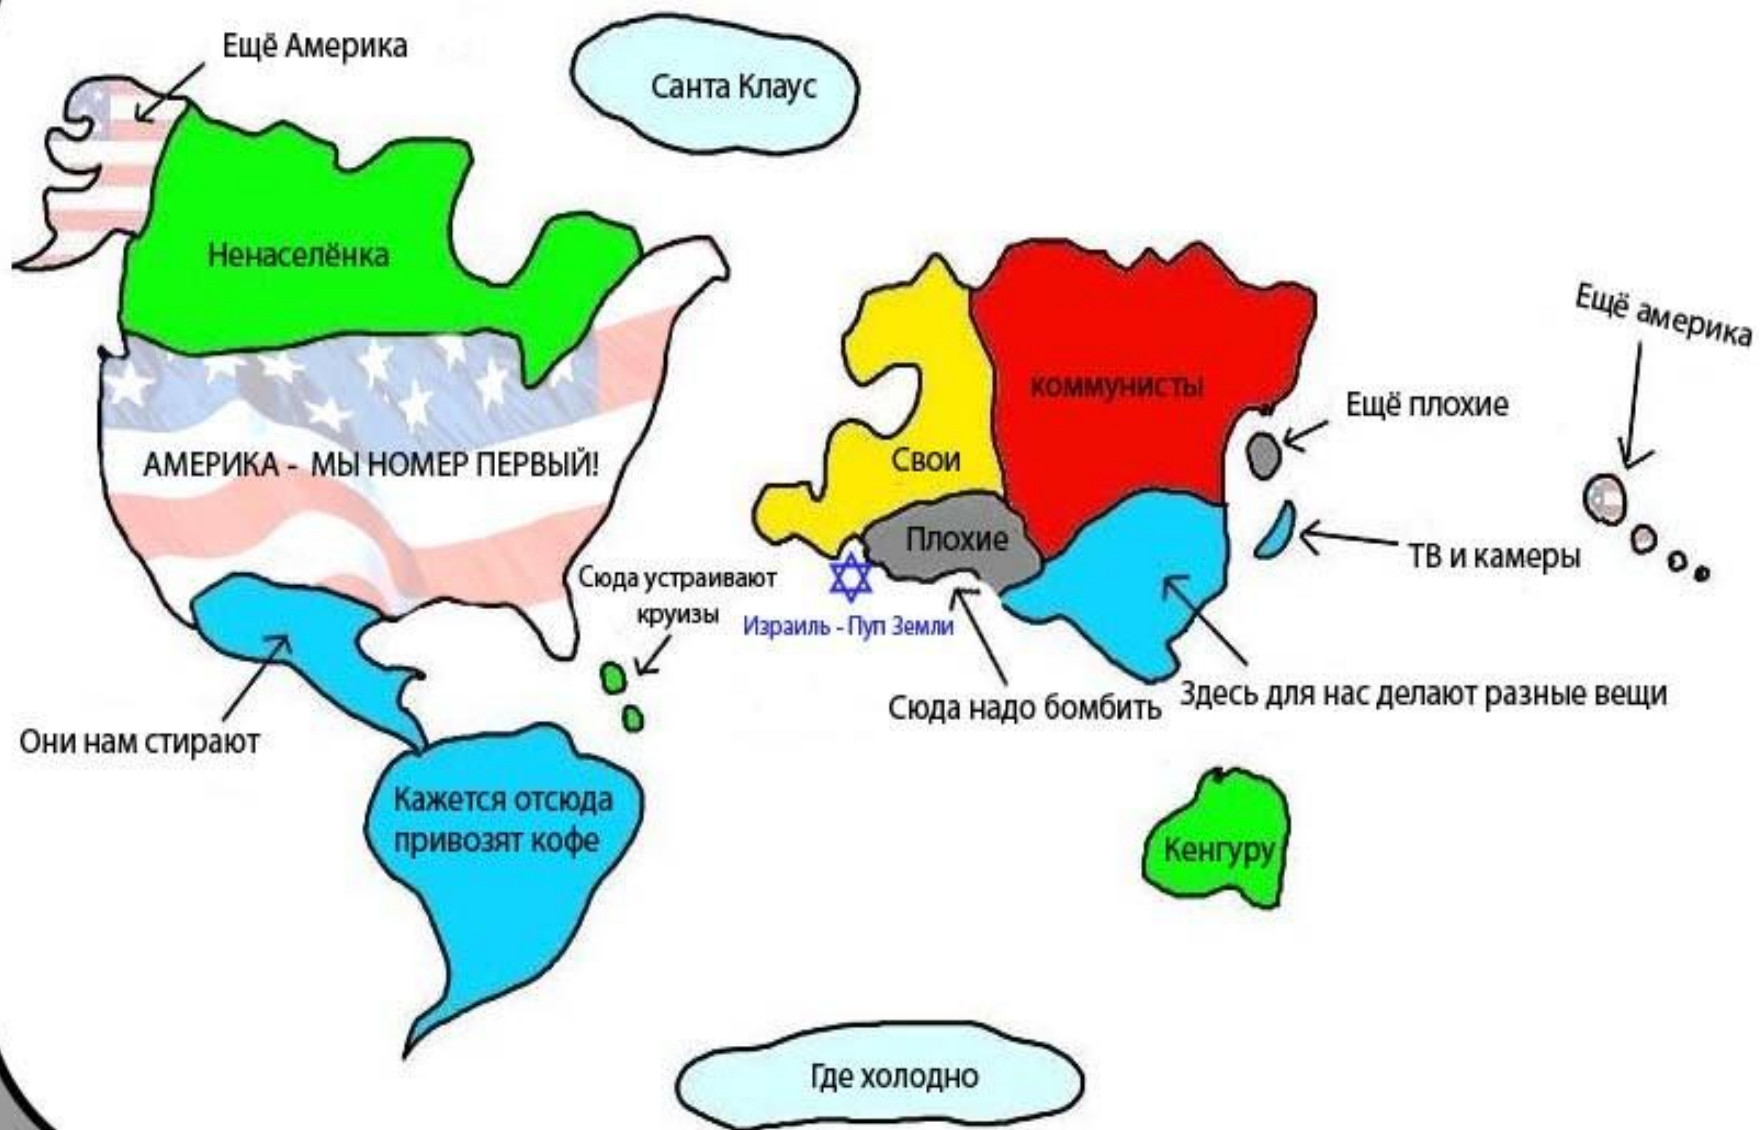 Ещё Америка
Санта Клаус
Ненаселёнка
Ещё америка
коммунисты
Ещё плохие
АМЕРИКА - МЫ НОМЕР ПЕРВЫЙ!
Свои
Плохие
ТВ и камеры
Сюда устраивают
круизы
Израиль - Пуп Земли
Сюда надо бомбить
Здесь для нас делают разные вещи
Они нам стирают
Кажется отсюда
привозят кофе
Кенгуру
Где холодно